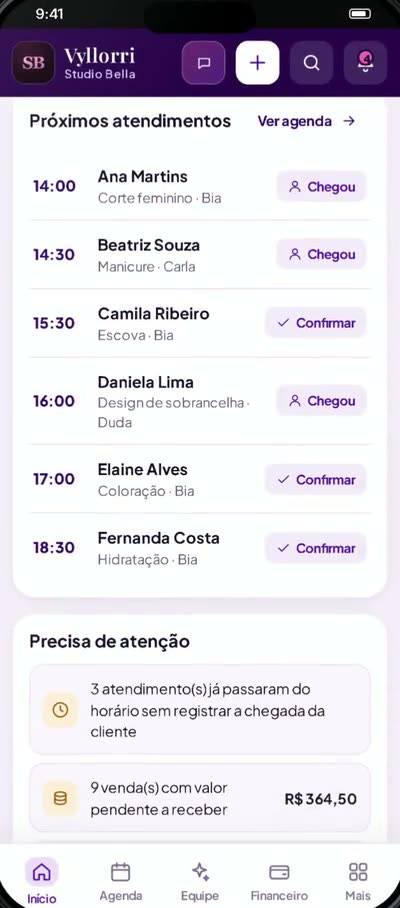 9:41
SB
Vyllorri
Studio Bella
Próximos atendimentos
Ver agenda →
14:00
Ana Martins
Corte feminino · Bia
Chegou
14:30
Beatriz Souza
Manicure · Carla
Chegou
15:30
Camila Ribeiro
Escova · Bia
Confirmar
16:00
Daniela Lima
Design de sobrancelha ·
Duda
Chegou
17:00
Elaine Alves
Coloração · Bia
Confirmar
18:30
Fernanda Costa
Hidratação · Bia
Confirmar
Precisa de atenção
3 atendimento(s) já passaram do
horário sem registrar a chegada da
cliente
9 venda(s) com valor
pendente a receber
R$ 364,50
Início
Agenda
Equipe
Financeiro
Mais